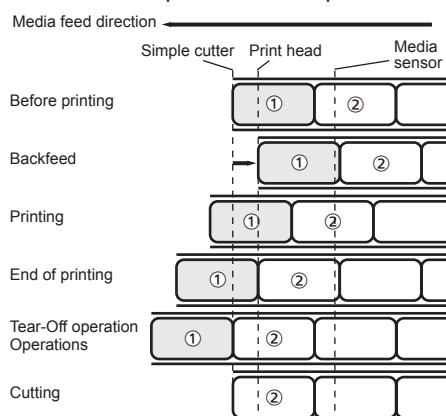 Media feed direction
Simple cutter Print head Media sensor
Before printing ① ②
Backfeed ① ②
Printing ① ②
End of printing ① ②
Tear-Off operation
Operations ① ②
Cutting ②